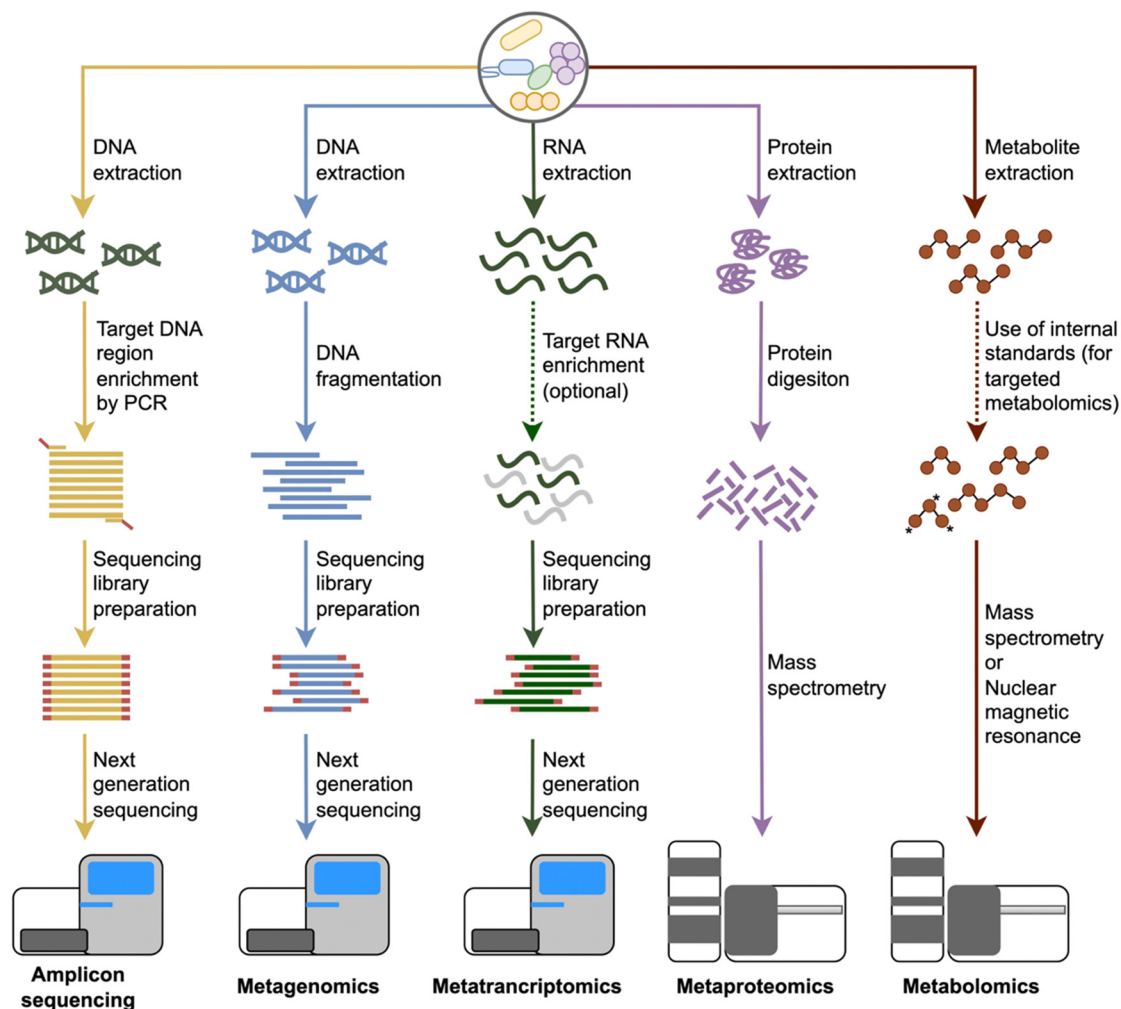 DNA
extraction
DNA
extraction
RNA
extraction
Protein
extraction
Metabolite
extraction
Target DNA
region
enrichment
by PCR
DNA
fragmentation
Target RNA
enrichment
(optional)
Protein
digesiton
Use of internal
standards (for
targeted
metabolomics)
*
*
*
Sequencing
library
preparation
Sequencing
library
preparation
Sequencing
library
preparation
Mass
spectrometry
Mass
spectrometry
or
Nuclear
magnetic
resonance
Next
generation
sequencing
Next
generation
sequencing
Next
generation
sequencing
Amplicon
sequencing
Metagenomics
Metatrancriptomics
Metaproteomics
Metabolomics